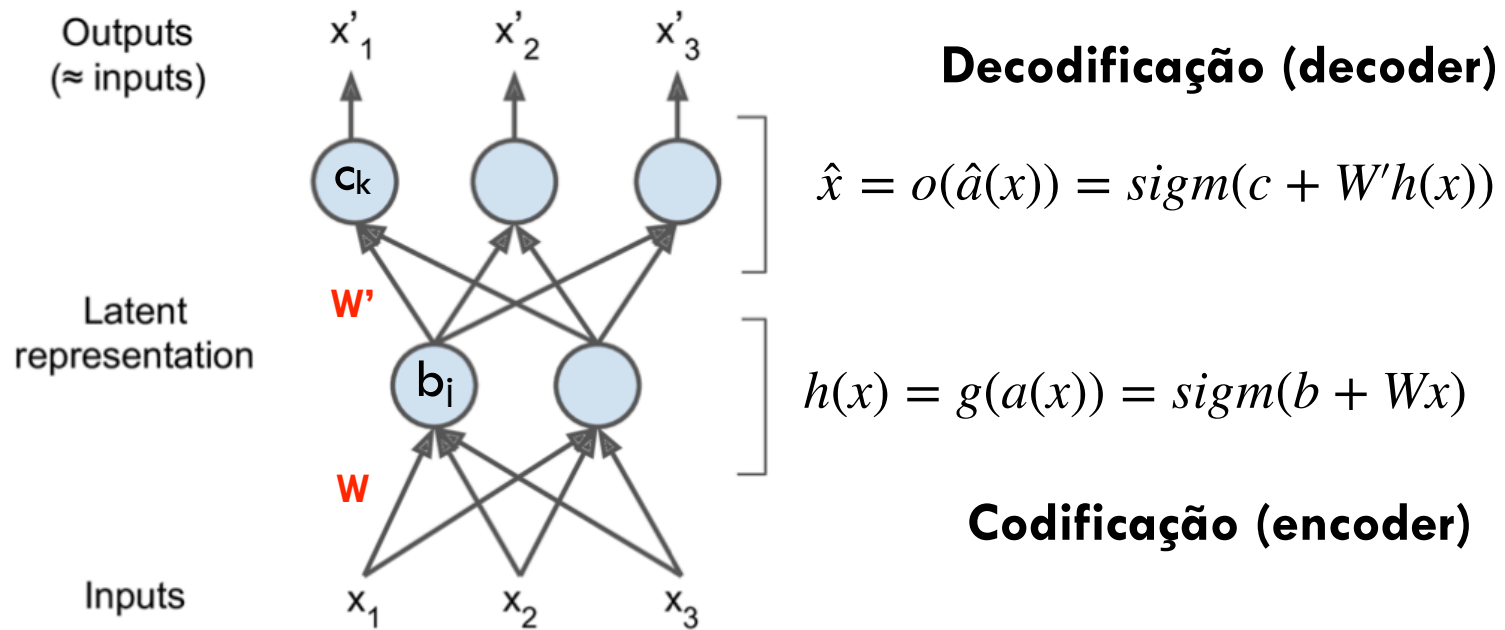 Outputs
(≈ inputs)
x'₁ x'₂ x'₃
Decodificação (decoder)
cₖ
x̂ = o(â(x)) = sigm(c + W′h(x))
W'
Latent
representation
bⱼ
h(x) = g(a(x)) = sigm(b + Wx)
W
Codificação (encoder)
Inputs
x₁ x₂ x₃